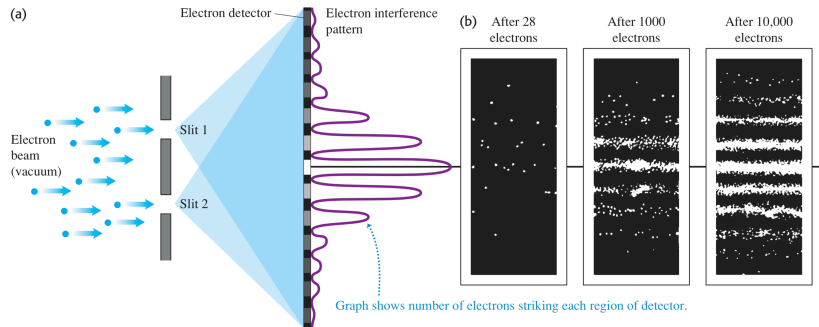 (a)
Electron detector
Electron interference
pattern
Slit 1
Electron
beam
(vacuum)
Slit 2
Graph shows number of electrons striking each region of detector.
(b)
After 28
electrons
After 1000
electrons
After 10,000
electrons